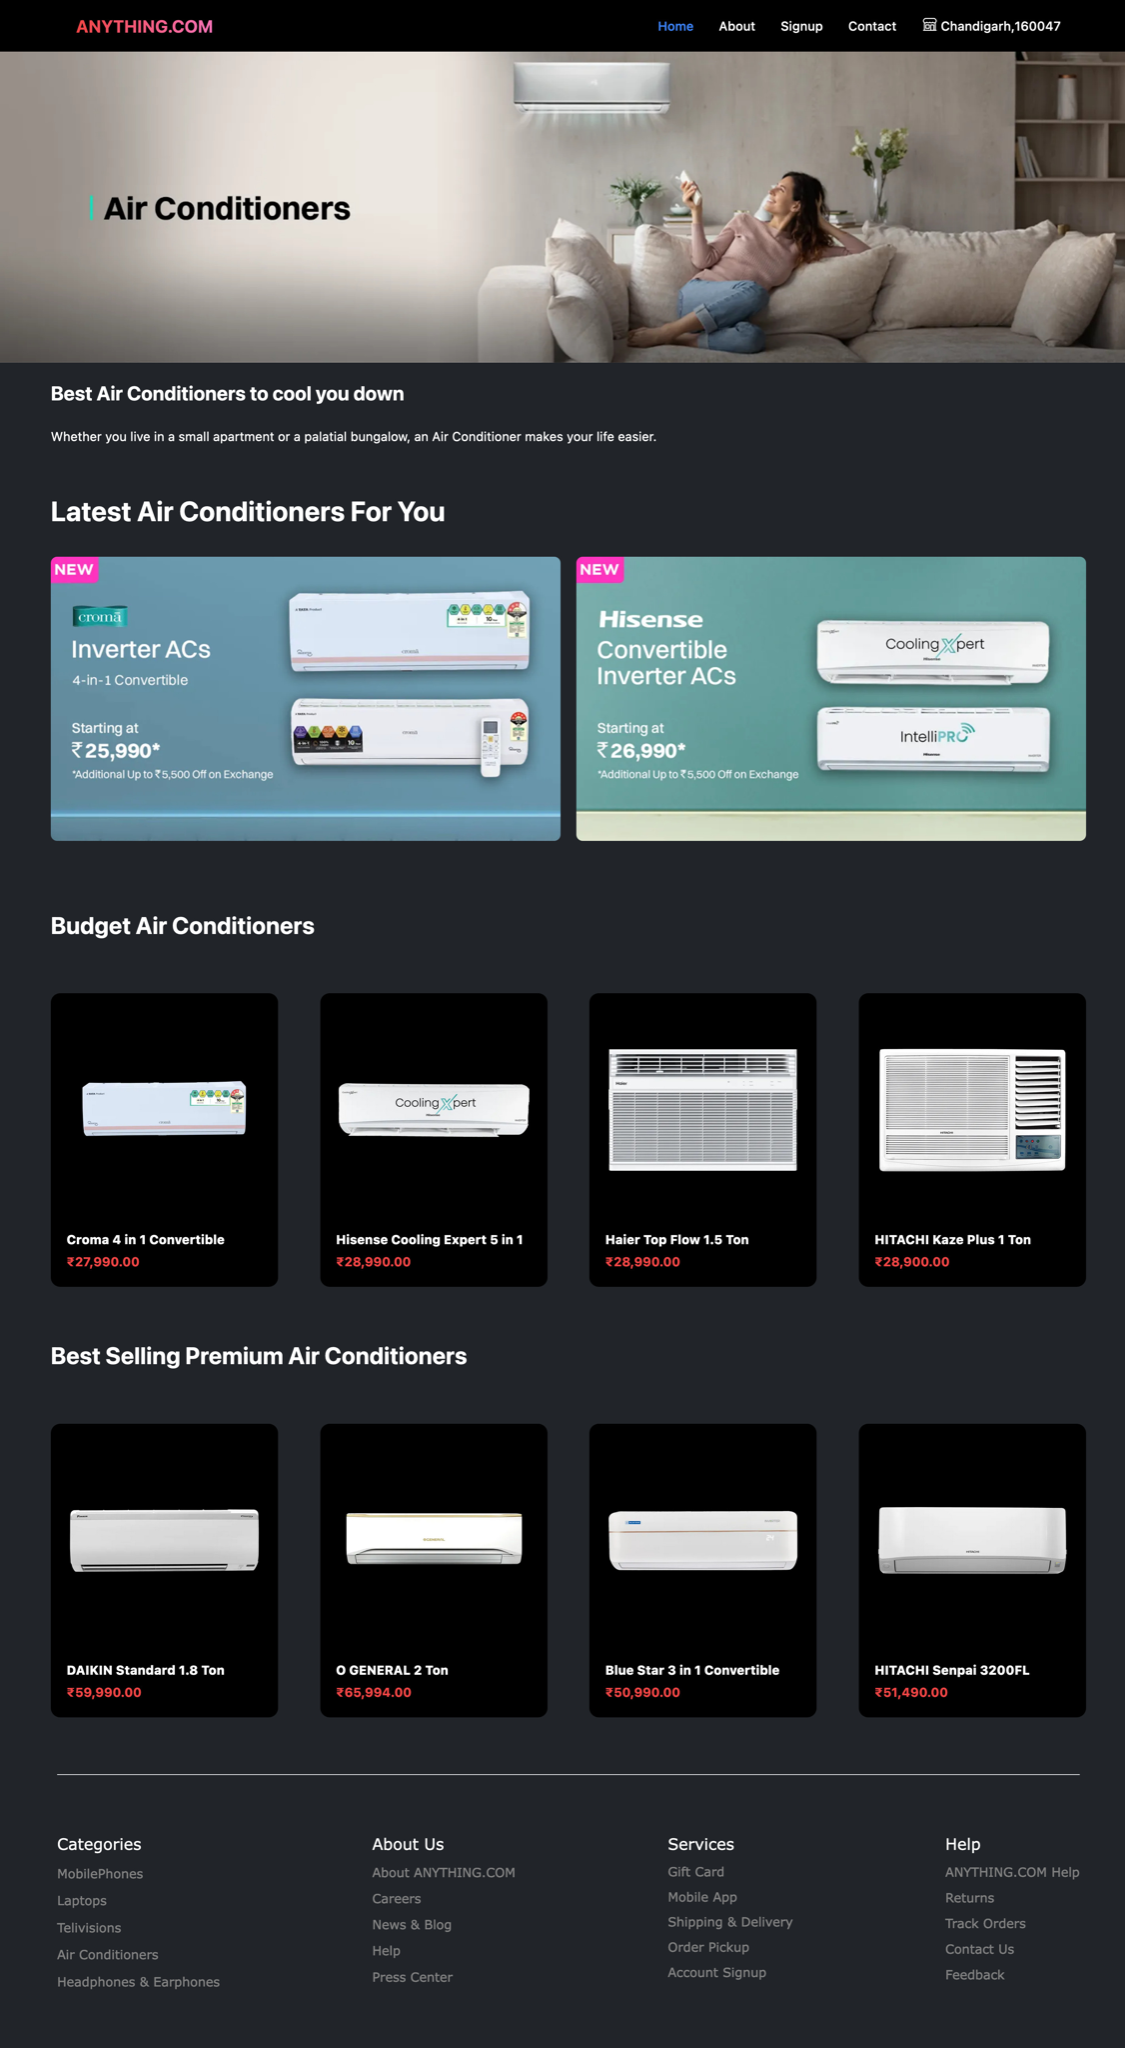 ANYTHING.COM
Home
About
Signup
Contact
Chandigarh,160047
Air Conditioners
Best Air Conditioners to cool you down
Whether you live in a small apartment or a palatial bungalow, an Air Conditioner makes your life easier.
Latest Air Conditioners For You
NEW
cromā
Inverter ACs
4-in-1 Convertible
Starting at
₹25,990*
*Additional Up to ₹5,500 Off on Exchange
NEW
Hisense
Convertible
Inverter ACs
Starting at
₹26,990*
*Additional Up to ₹5,500 Off on Exchange
CoolingXpert
IntelliPRO
Budget Air Conditioners
CoolingXpert
Haier
HITACHI
Croma 4 in 1 Convertible
₹27,990.00
Hisense Cooling Expert 5 in 1
₹28,990.00
Haier Top Flow 1.5 Ton
₹28,990.00
HITACHI Kaze Plus 1 Ton
₹28,900.00
Best Selling Premium Air Conditioners
HITACHI
DAIKIN Standard 1.8 Ton
₹59,990.00
O GENERAL 2 Ton
₹65,994.00
Blue Star 3 in 1 Convertible
₹50,990.00
HITACHI Senpai 3200FL
₹51,490.00
Categories
MobilePhones
Laptops
Telivisions
Air Conditioners
Headphones & Earphones
About Us
About ANYTHING.COM
Careers
News & Blog
Help
Press Center
Services
Gift Card
Mobile App
Shipping & Delivery
Order Pickup
Account Signup
Help
ANYTHING.COM Help
Returns
Track Orders
Contact Us
Feedback